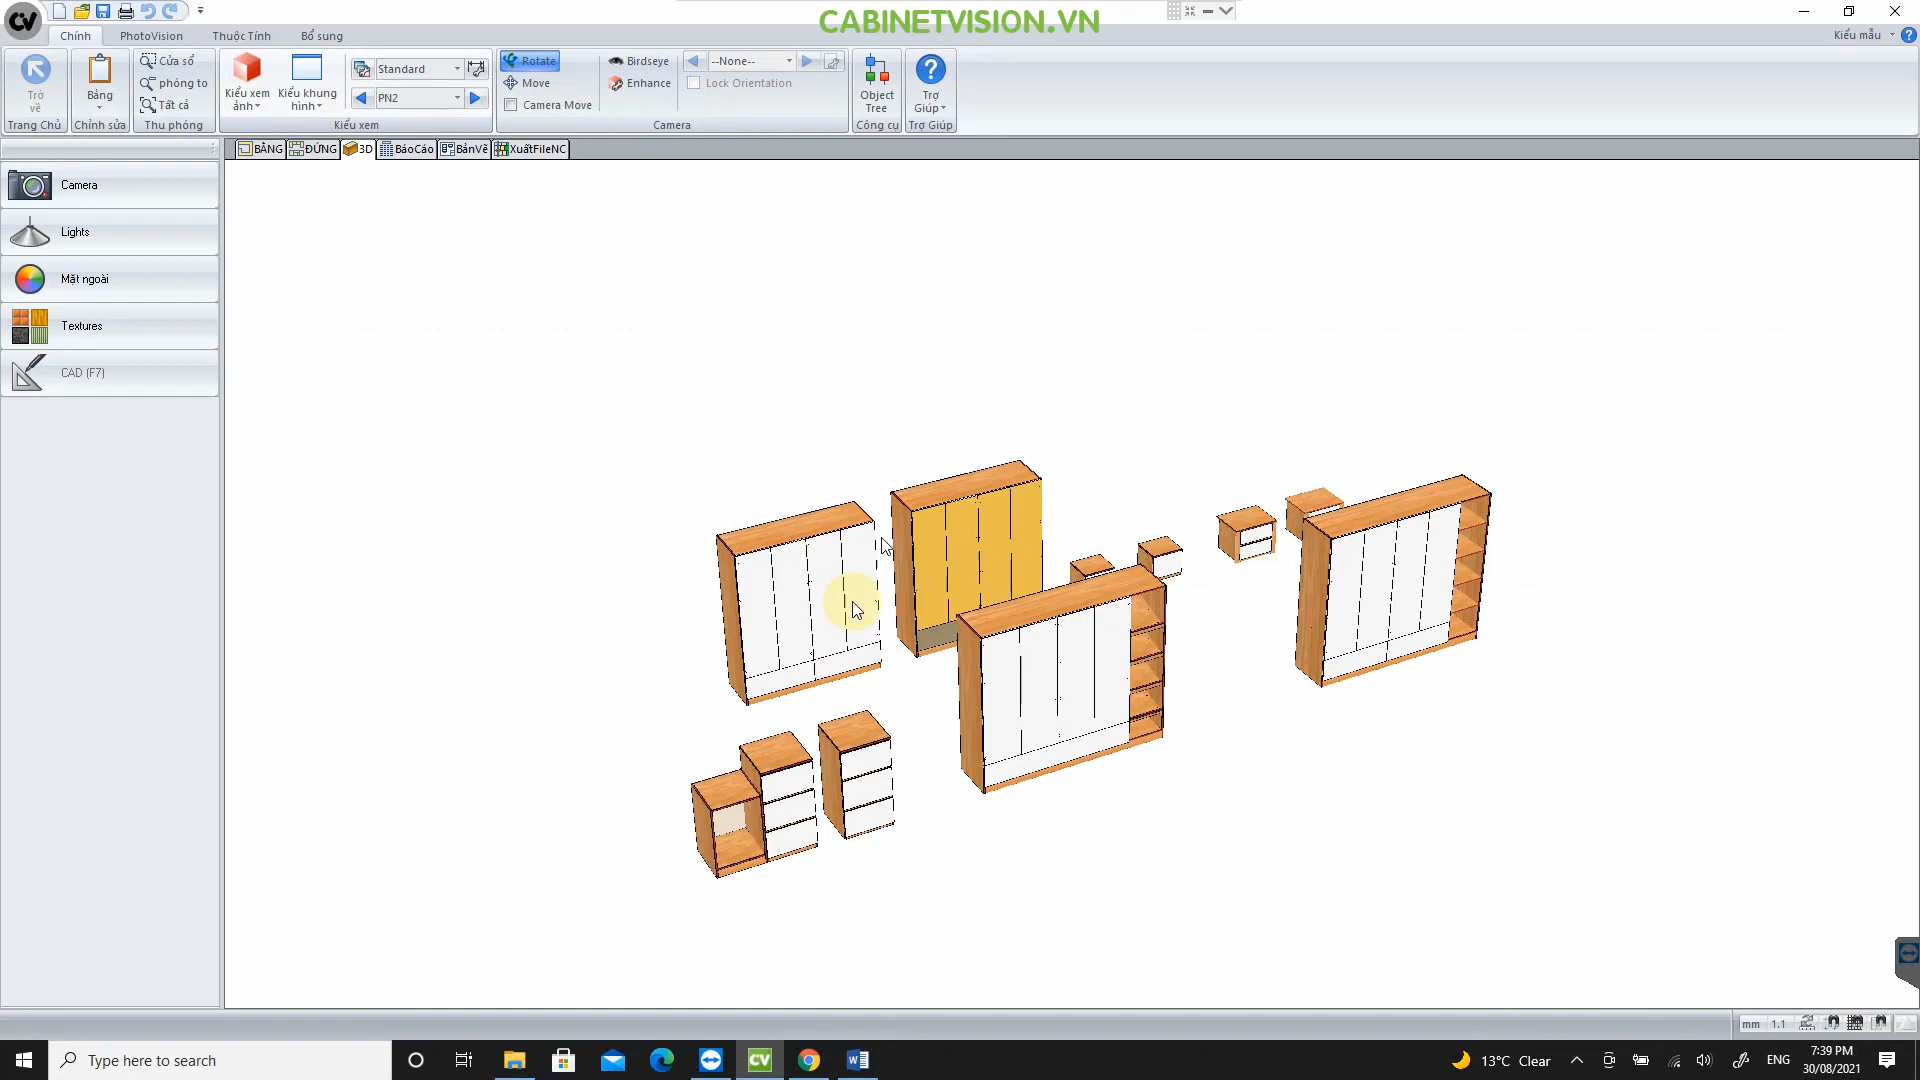 CABINETVISION.VN
CV
Chính
PhotoVision
Thuộc Tính
Bổ sung
Kiểu mẫu
Trở về
Bảng
Cửa sổ
phóng to
Tất cả
Kiểu xem ảnh
Kiểu khung hình
Standard
PN2
Rotate
Move
Camera Move
Birdseye
Enhance
--None--
Lock Orientation
Object Tree
Trợ Giúp
Trang Chủ
Chỉnh sửa
Thu phóng
Kiểu xem
Camera
Công cụ
Trợ Giúp
BẰNG
ĐỨNG
3D
BáoCáo
BảnVẽ
XuấtFileNC
Camera
Lights
Mặt ngoài
Textures
CAD (F7)
mm
1.1
Type here to search
CV
13°C Clear
ENG
7:39 PM
30/08/2021